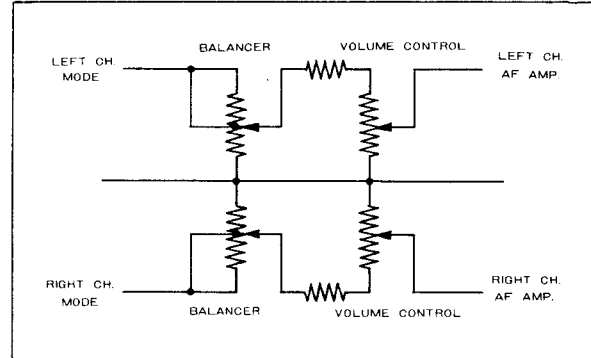 BALANCER
VOLUME CONTROL
LEFT CH.
MODE
LEFT CH.
AF AMP.
RIGHT CH.
MODE
BALANCER
VOLUME CONTROL
RIGHT CH.
AF AMP.